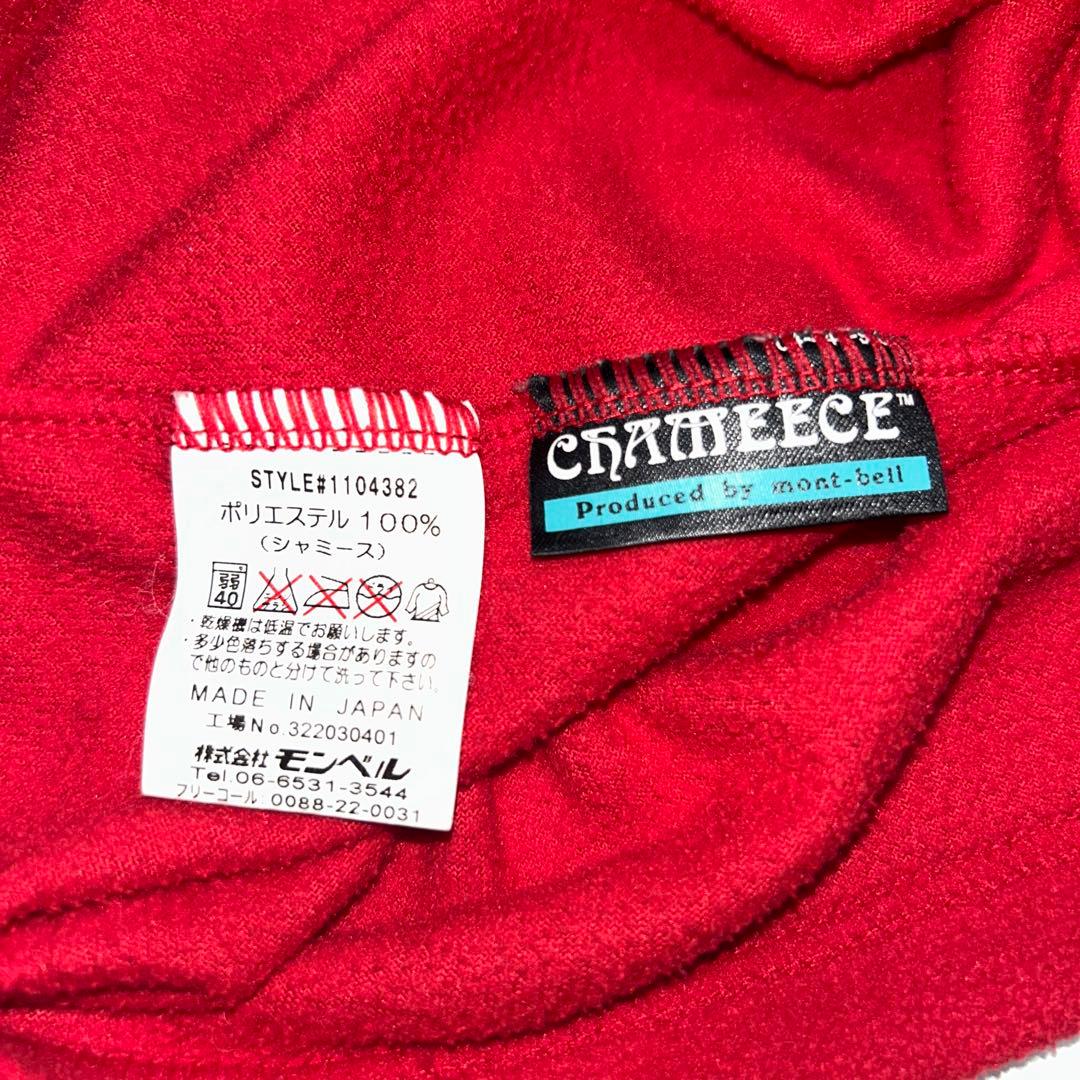 STYLE#1104382
ポリエステル 100%
(シャミース)
弱
40
・乾燥機は低温でお願いします。
・多少色落ちする場合がありますの
で他のものと分けて洗って下さい。
MADE IN JAPAN
工場No.322030401
株式会社 モンベル
Tel.06-6531-3544
フリーコール:0088-22-0031
CHAMEECE™
Produced by mont-bell